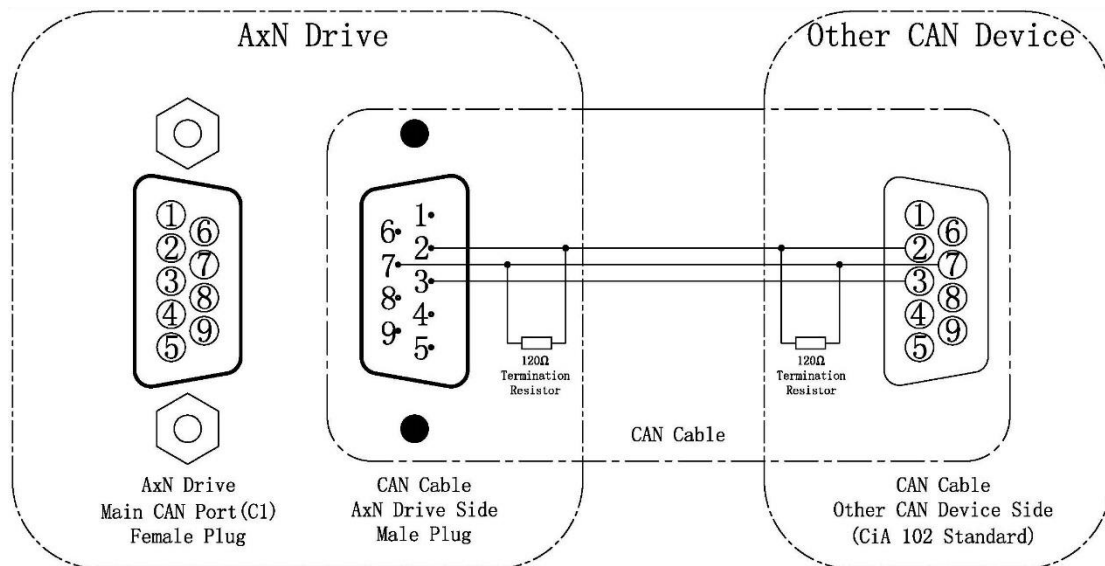 AxN Drive
Other CAN Device
1
6
2
7
3
8
4
9
5
1
6
2
7
3
8
4
9
5
1
6
2
7
3
8
4
9
5
120Ω
Termination
Resistor
120Ω
Termination
Resistor
CAN Cable
AxN Drive
Main CAN Port(C1)
Female Plug
CAN Cable
AxN Drive Side
Male Plug
CAN Cable
Other CAN Device Side
(CiA 102 Standard)